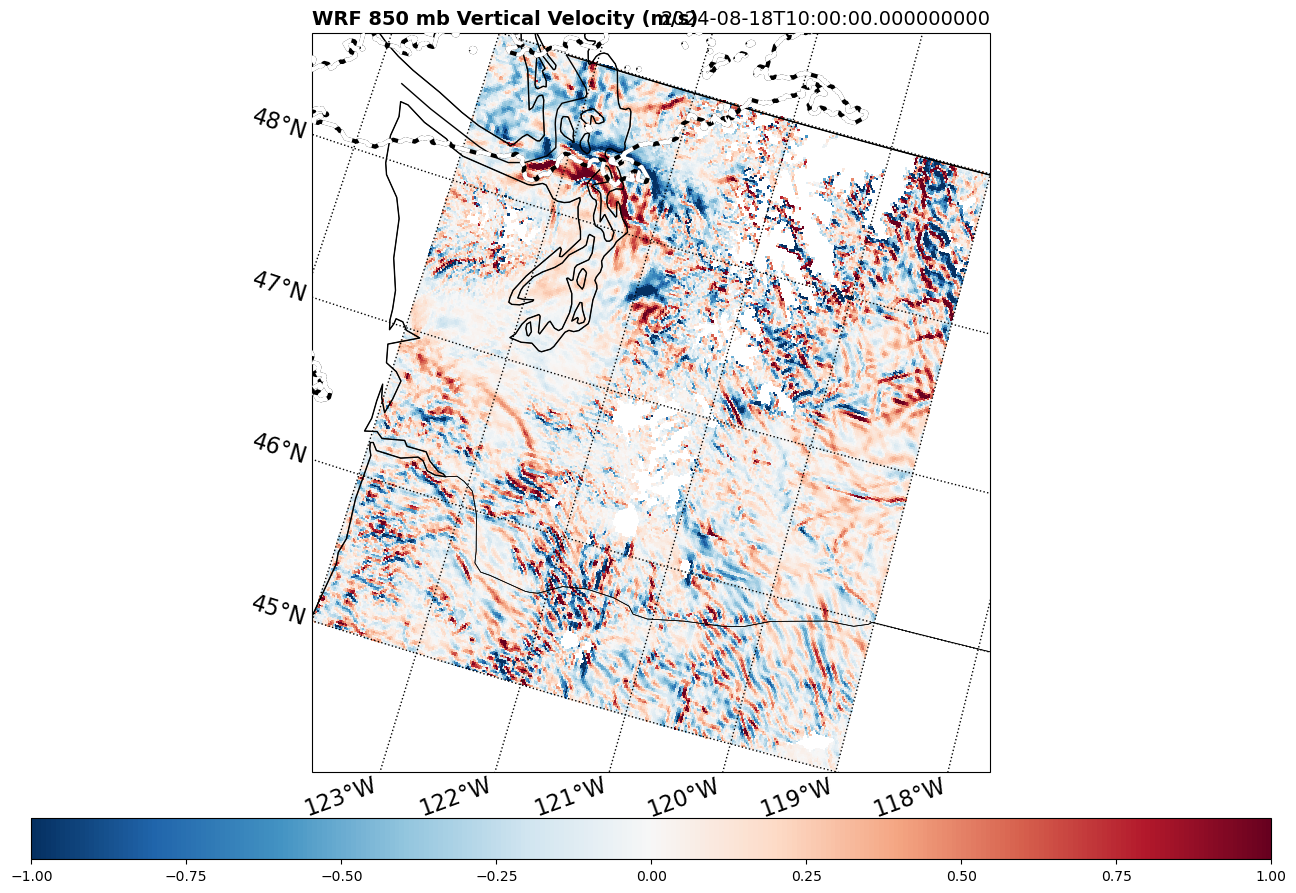 WRF 850 mb Vertical Velocity (m/s)
2024-08-18T10:00:00.000000000
48°N
47°N
46°N
45°N
123°W 122°W 121°W 120°W 119°W 118°W
−1.00 −0.75 −0.50 −0.25 0.00 0.25 0.50 0.75 1.00